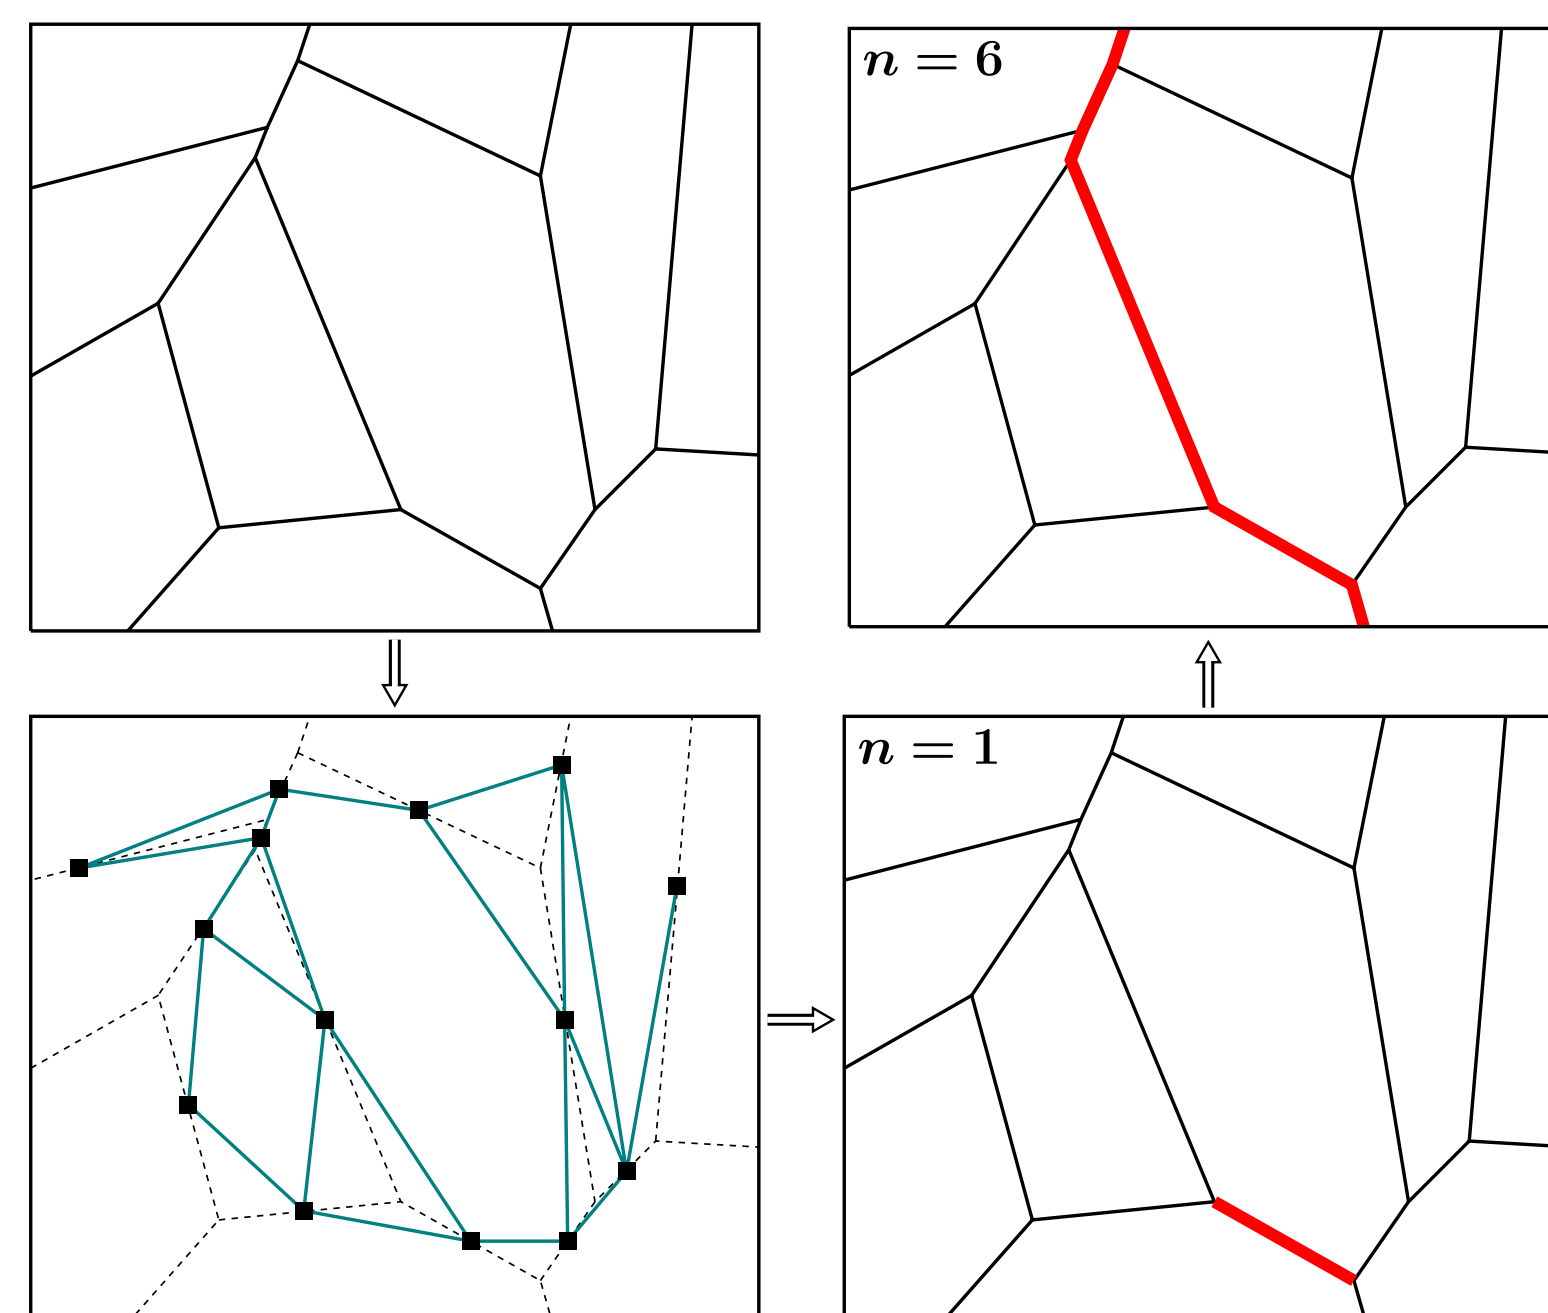 n = 6
n = 1